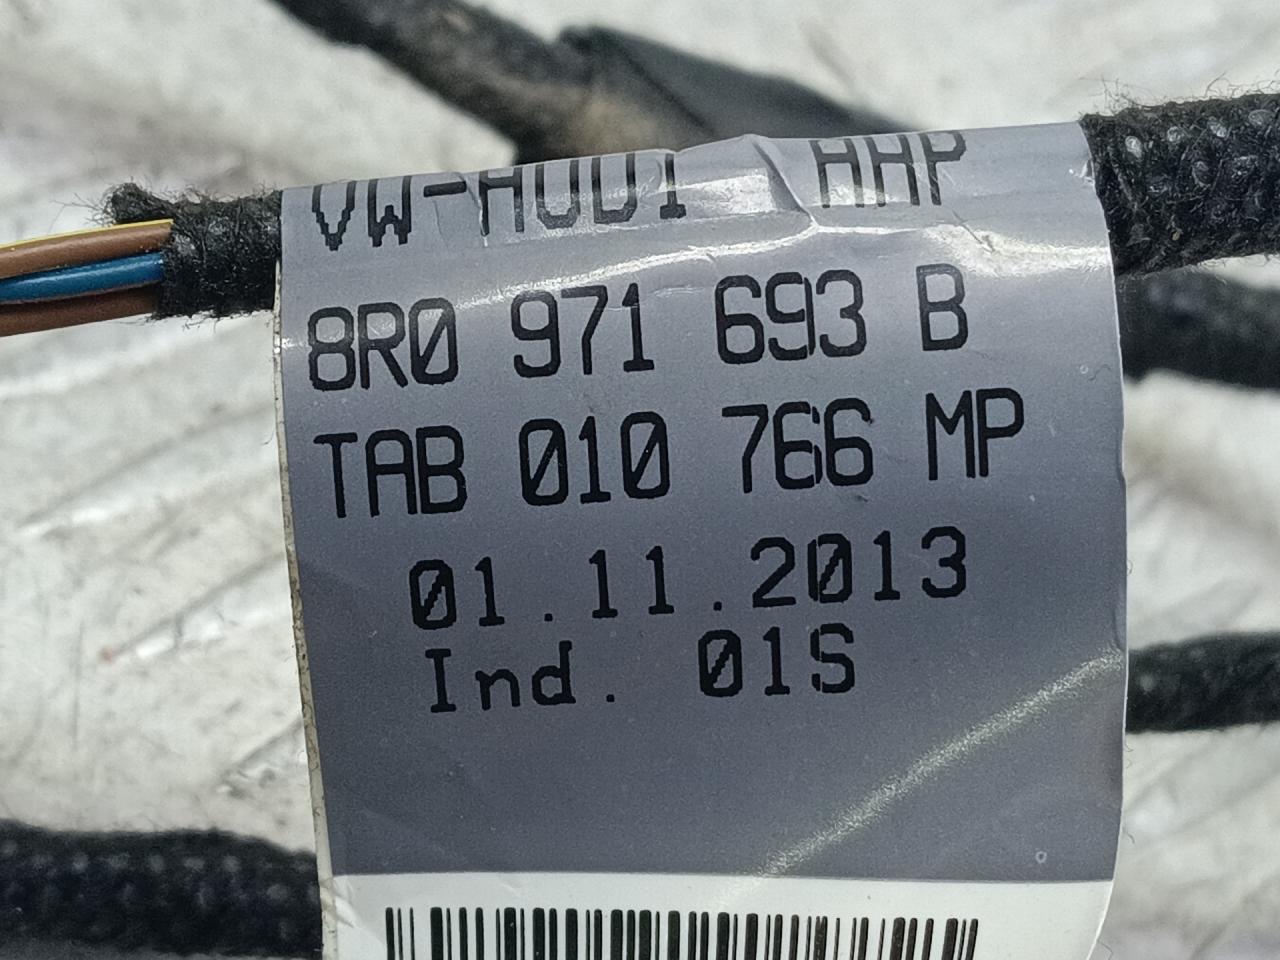 VW-AUDI AAP
8R0 971 693 B
TAB 010 766 MP
01.11.2013
Ind. 01S